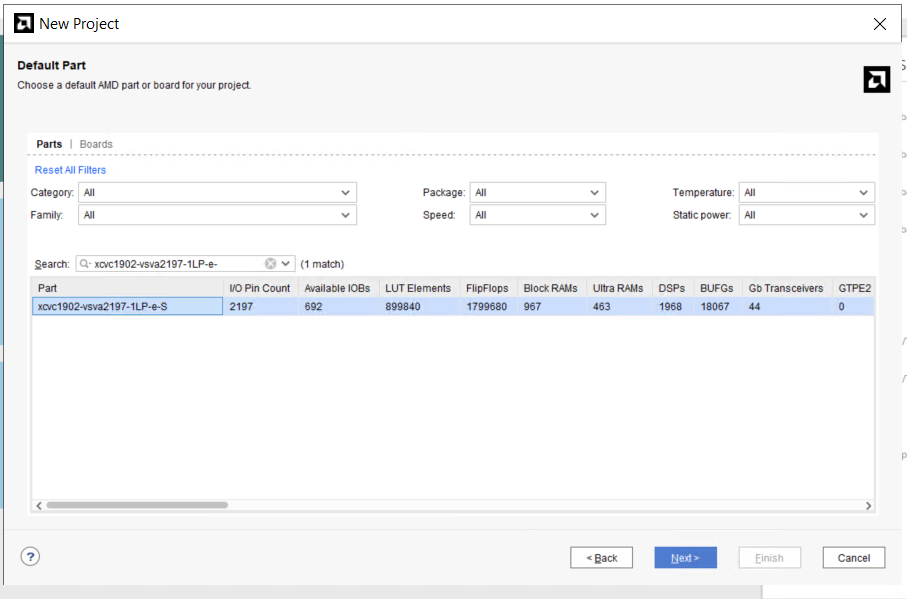 New Project
Default Part
Choose a default AMD part or board for your project.
Parts | Boards
Reset All Filters
Category: All Package: All Temperature: All
Family: All Speed: All Static power: All
Search: xcvc1902-vsva2197-1LP-e- (1 match)
Part I/O Pin Count Available IOBs LUT Elements FlipFlops Block RAMs Ultra RAMs DSPs BUFGs Gb Transceivers GTPE2
xcvc1902-vsva2197-1LP-e-S 2197 692 899840 1799680 967 463 1968 18067 44 0
? < Back Next > Finish Cancel